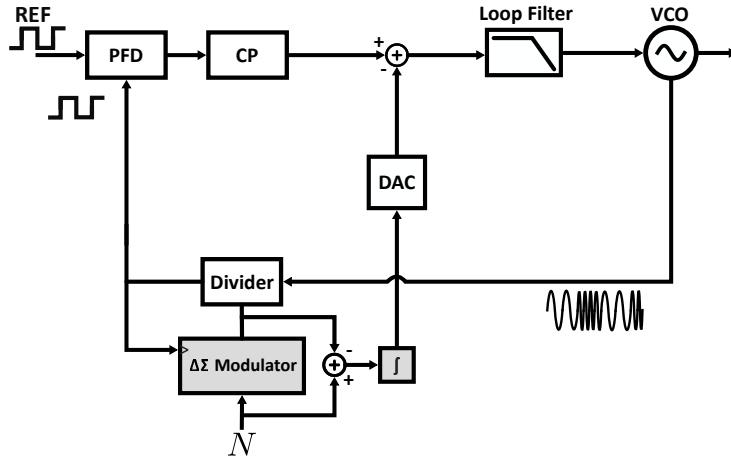 REF
Loop Filter
VCO
PFD
CP
+
+
-
DAC
Divider
ΔΣ Modulator
-
+
+
∫
N